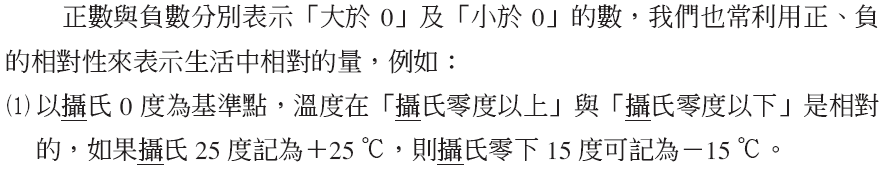 正數與負數分別表示「大於 0」及「小於 0」的數，我們也常利用正、負
的相對性來表示生活中相對的量，例如：
⑴以攝氏 0 度為基準點，溫度在「攝氏零度以上」與「攝氏零度以下」是相對
的，如果攝氏 25 度記為＋25 ℃，則攝氏零下 15 度可記為－15 ℃。